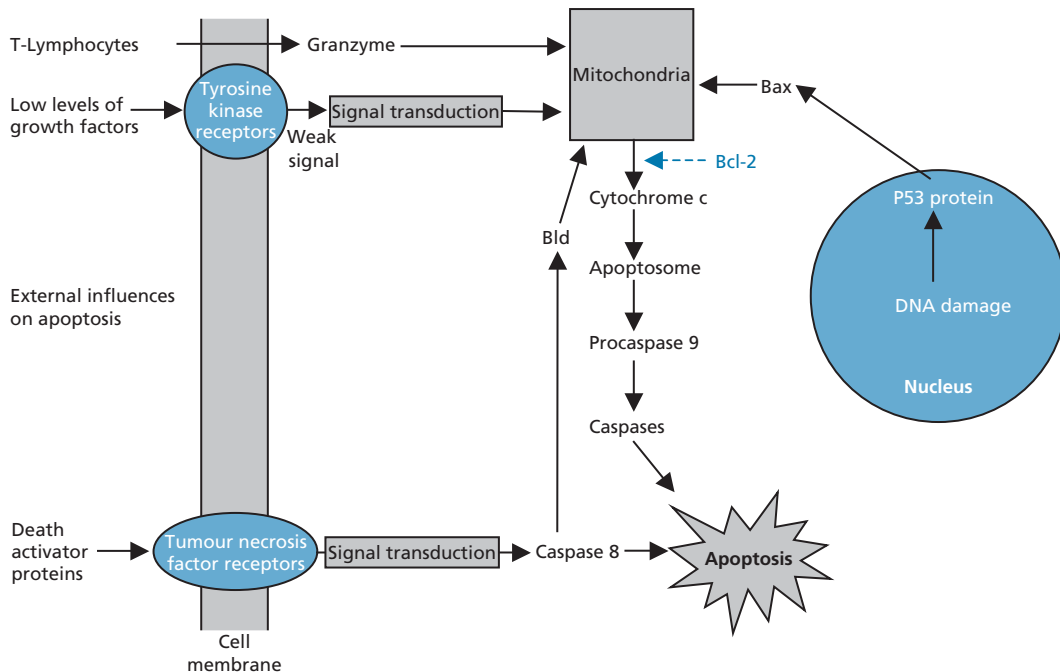 T-Lymphocytes
Granzyme
Mitochondria
Low levels of
growth factors
Tyrosine
kinase
receptors
Weak
signal
Signal transduction
Bax
Bcl-2
Cytochrome c
P53 protein
Bld
Apoptosome
External influences
on apoptosis
DNA damage
Procaspase 9
Nucleus
Caspases
Death
activator
proteins
Tumour necrosis
factor receptors
Signal transduction
Caspase 8
Apoptosis
Cell
membrane